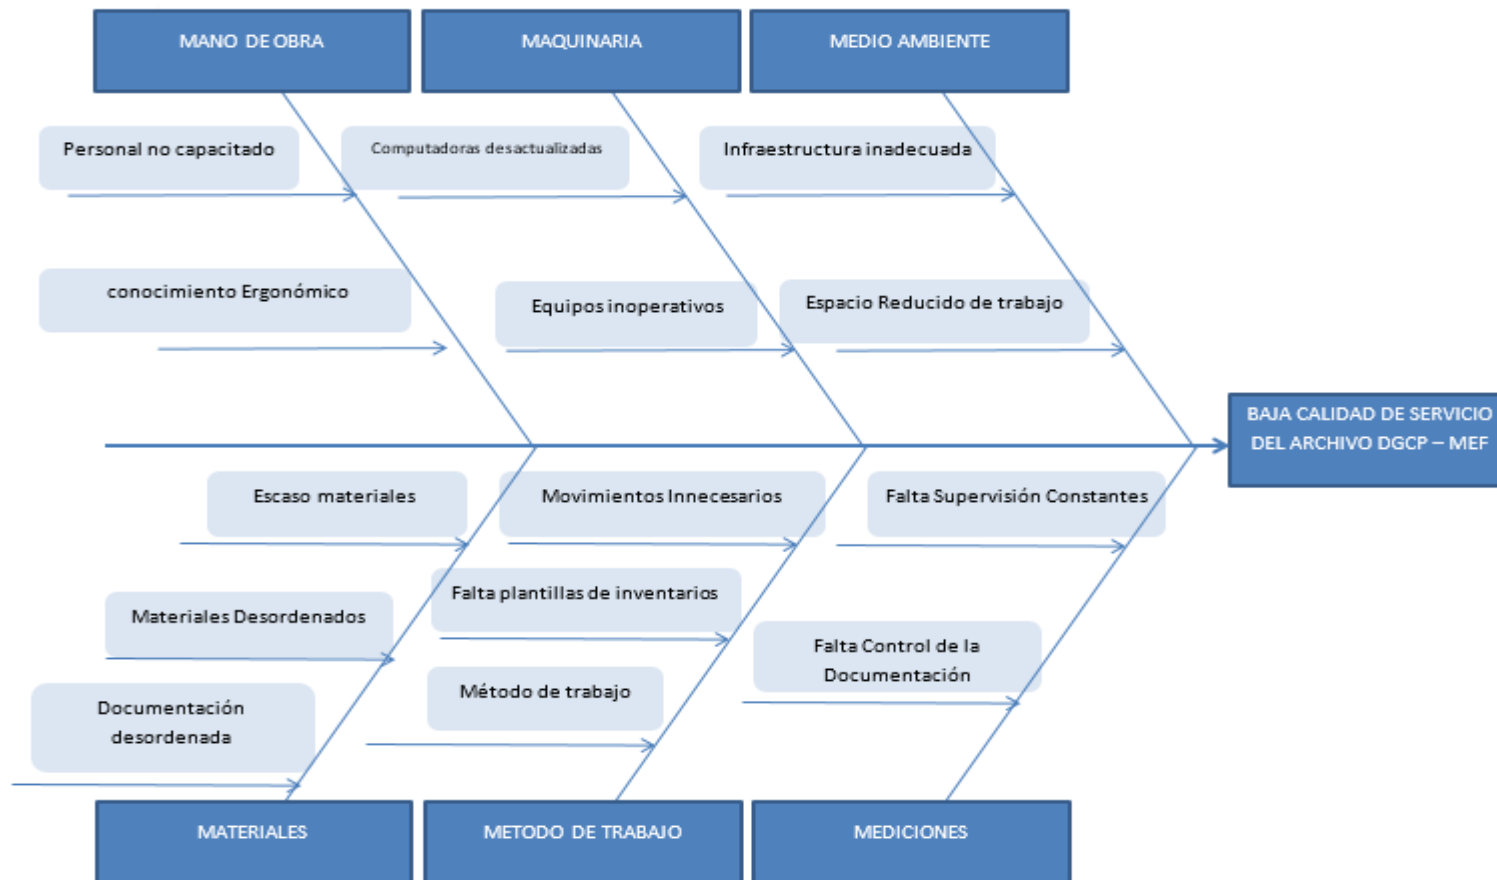 MANO DE OBRA
MAQUINARIA
MEDIO AMBIENTE
Personal no capacitado
Computadoras desactualizadas
Infraestructura inadecuada
conocimiento Ergonómico
Equipos inoperativos
Espacio Reducido de trabajo
BAJA CALIDAD DE SERVICIO
DEL ARCHIVO DGCP – MEF
Escaso materiales
Movimientos Innecesarios
Falta Supervisión Constantes
Materiales Desordenados
Falta plantillas de inventarios
Falta Control de la
Documentación
Documentación
desordenada
Método de trabajo
MATERIALES
METODO DE TRABAJO
MEDICIONES